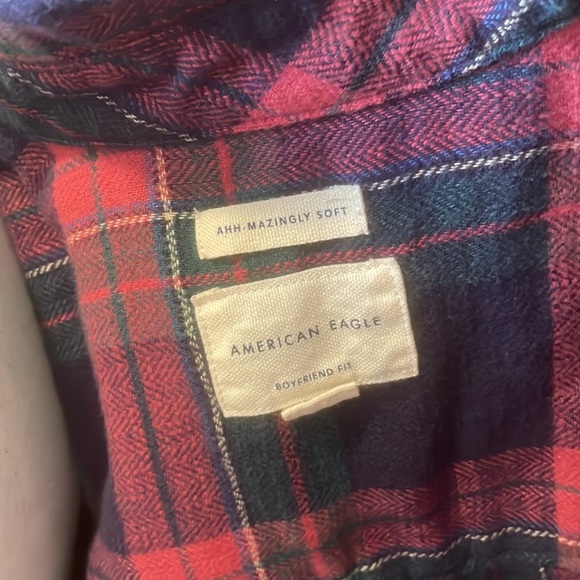 AHH-MAZINGLY SOFT
AMERICAN EAGLE
BOYFRIEND FIT